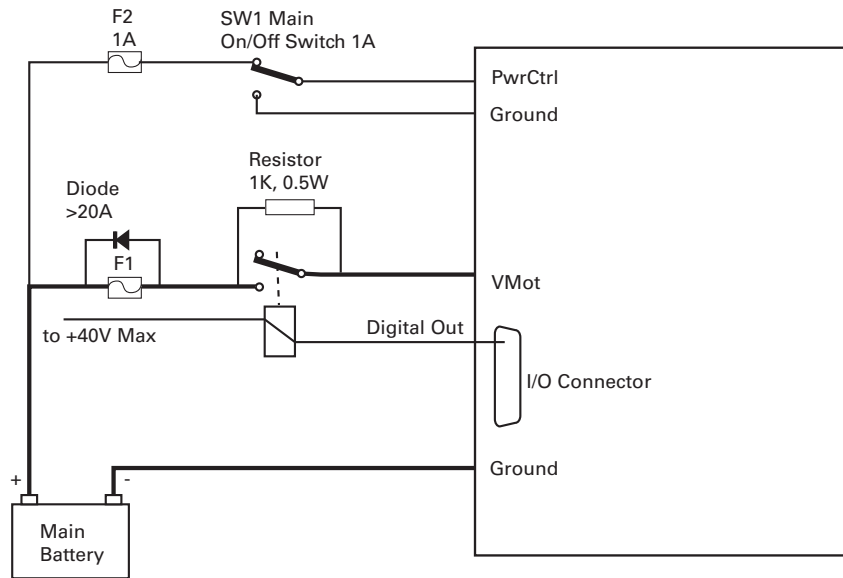 F2
1A
SW1 Main
On/Off Switch 1A
PwrCtrl
Ground
Resistor
1K, 0.5W
Diode
>20A
F1
VMot
to +40V Max
Digital Out
I/O Connector
Ground
+
-
Main
Battery